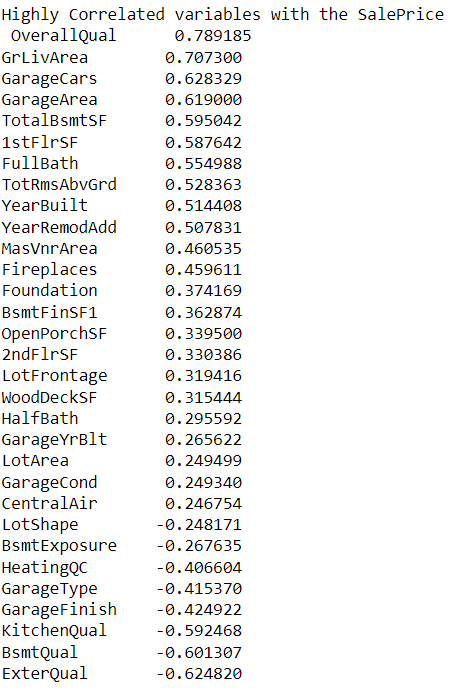 Highly Correlated variables with the SalePrice
OverallQual 0.789185
GrLivArea 0.707300
GarageCars 0.628329
GarageArea 0.619000
TotalBsmtSF 0.595042
1stFlrSF 0.587642
FullBath 0.554988
TotRmsAbvGrd 0.528363
YearBuilt 0.514408
YearRemodAdd 0.507831
MasVnrArea 0.460535
Fireplaces 0.459611
Foundation 0.374169
BsmtFinSF1 0.362874
OpenPorchSF 0.339500
2ndFlrSF 0.330386
LotFrontage 0.319416
WoodDeckSF 0.315444
HalfBath 0.295592
GarageYrBlt 0.265622
LotArea 0.249499
GarageCond 0.249340
CentralAir 0.246754
LotShape -0.248171
BsmtExposure -0.267635
HeatingQC -0.406604
GarageType -0.415370
GarageFinish -0.424922
KitchenQual -0.592468
BsmtQual -0.601307
ExterQual -0.624820